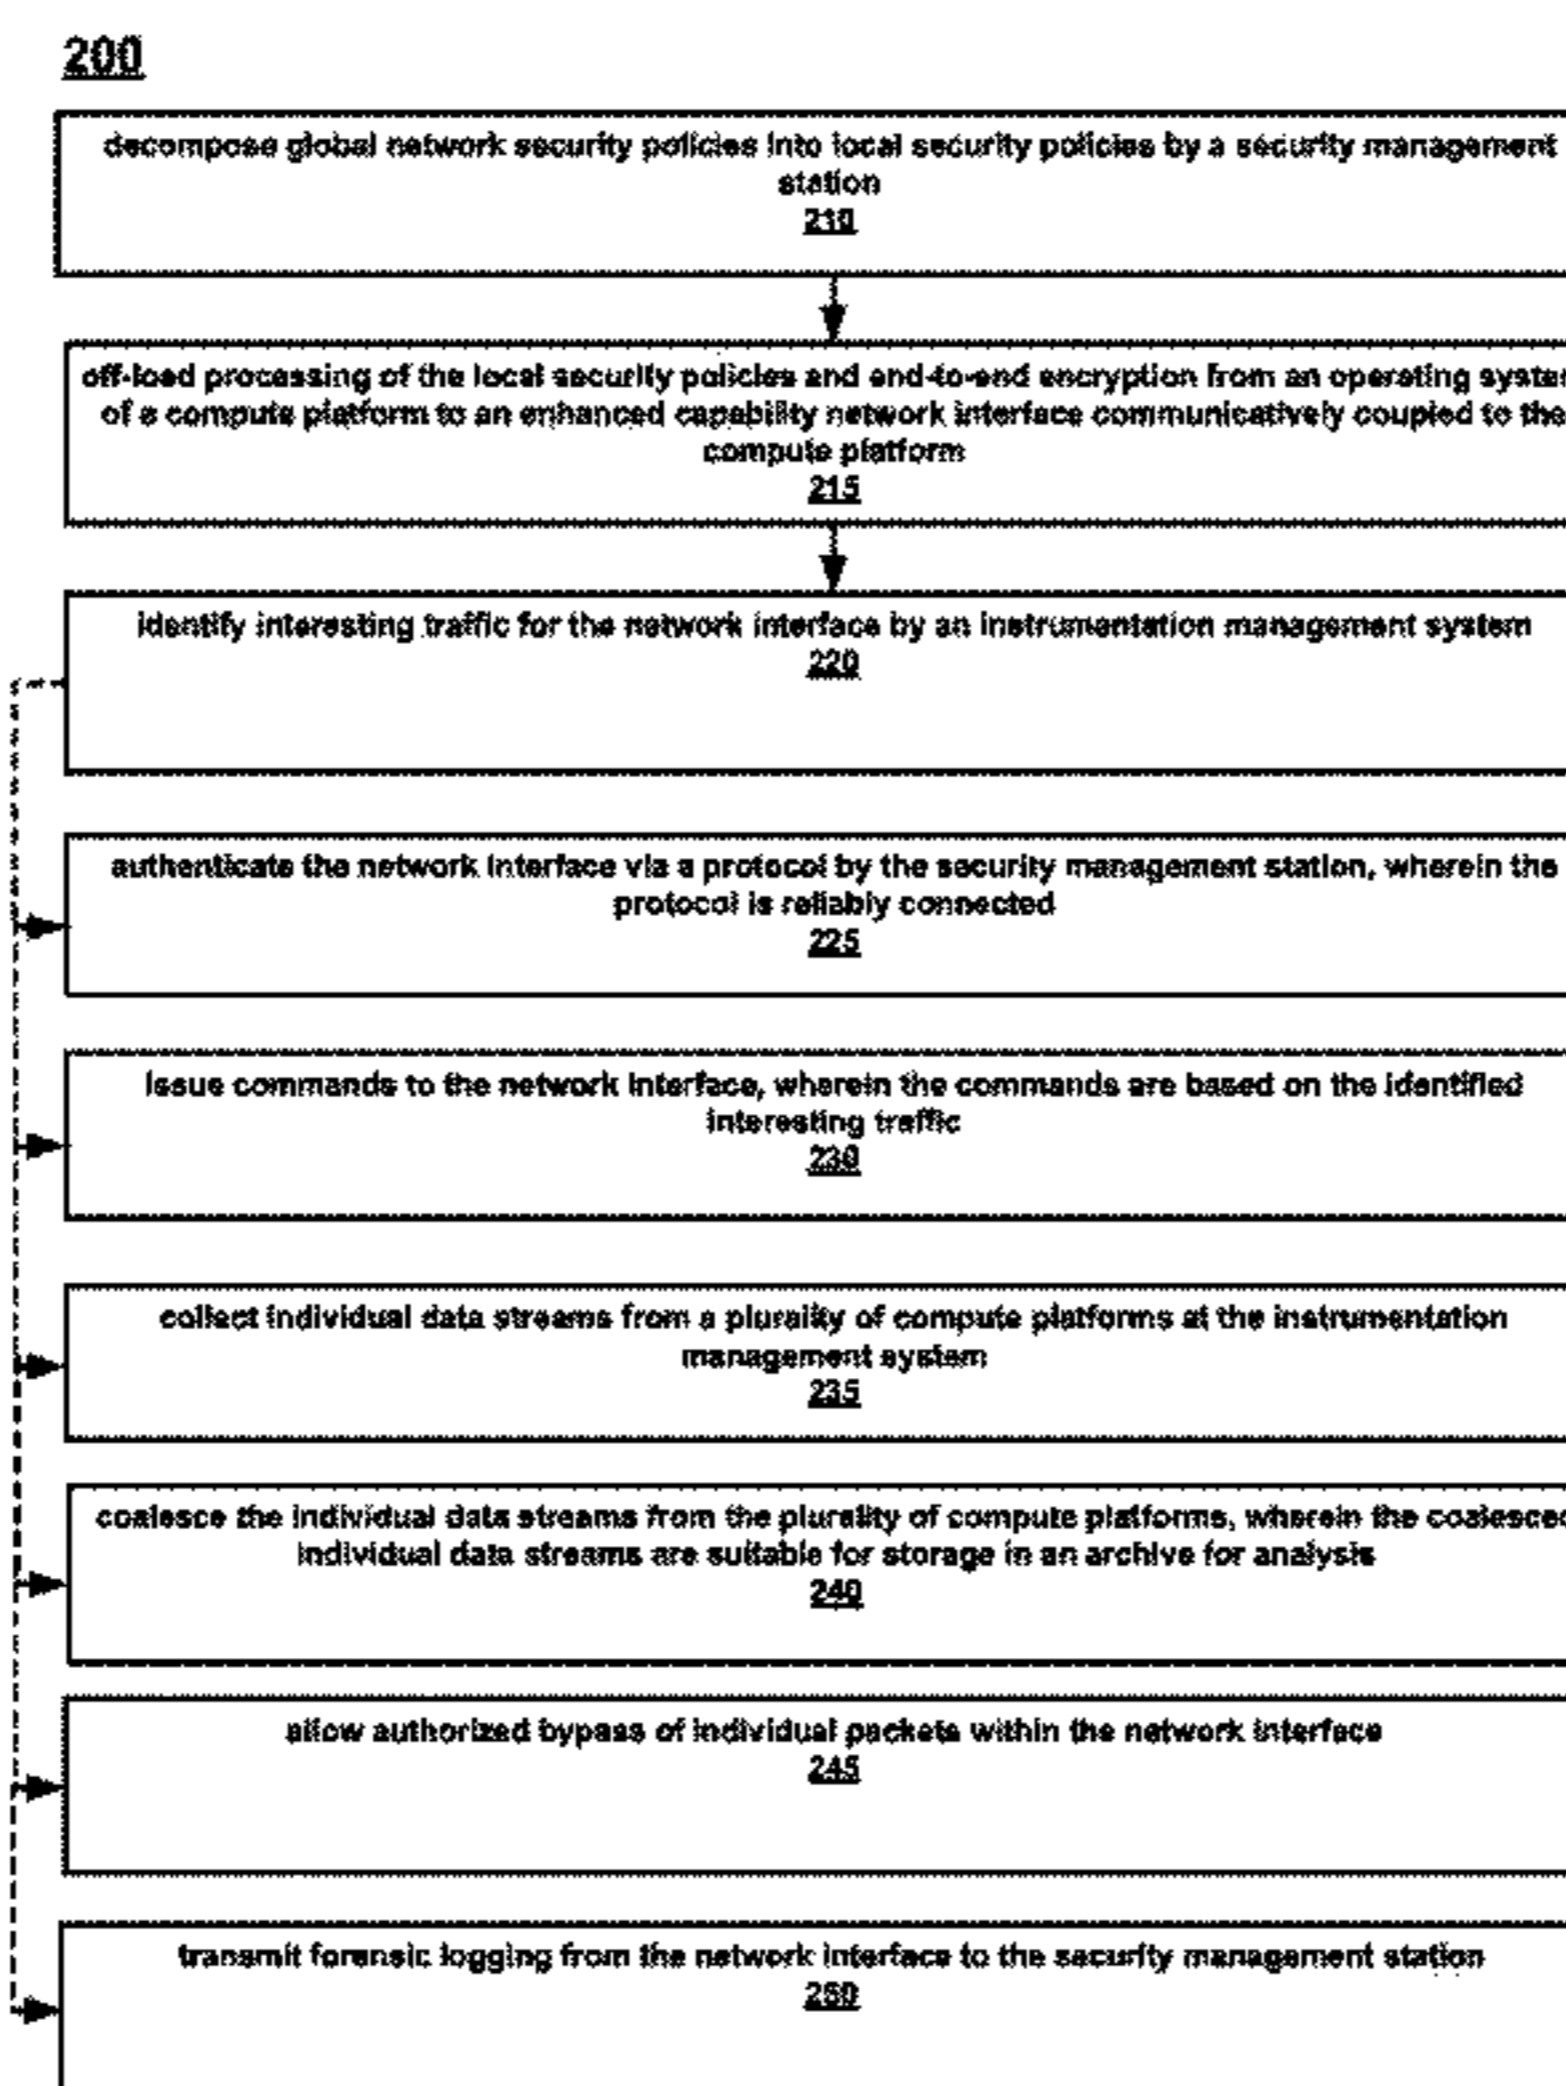 200
decompose global network security policies into local security policies by a security management
station
210
off-load processing of the local security policies and end-to-end encryption from an operating syste
of a compute platform to an enhanced capability network interface communicatively coupled to the
compute platform
215
identify interesting traffic for the network interface by an instrumentation management system
220
authenticate the network interface via a protocol by the security management station, wherein the
protocol is reliably connected
225
issue commands to the network interface, wherein the commands are based on the identified
interesting traffic
230
collect individual data streams from a plurality of compute platforms at the instrumentation
management system
235
coalesce the individual data streams from the plurality of compute platforms, wherein the coalesced
individual data streams are suitable for storage in an archive for analysis
240
allow authorized bypass of individual packets within the network interface
245
transmit forensic logging from the network interface to the security management station
250